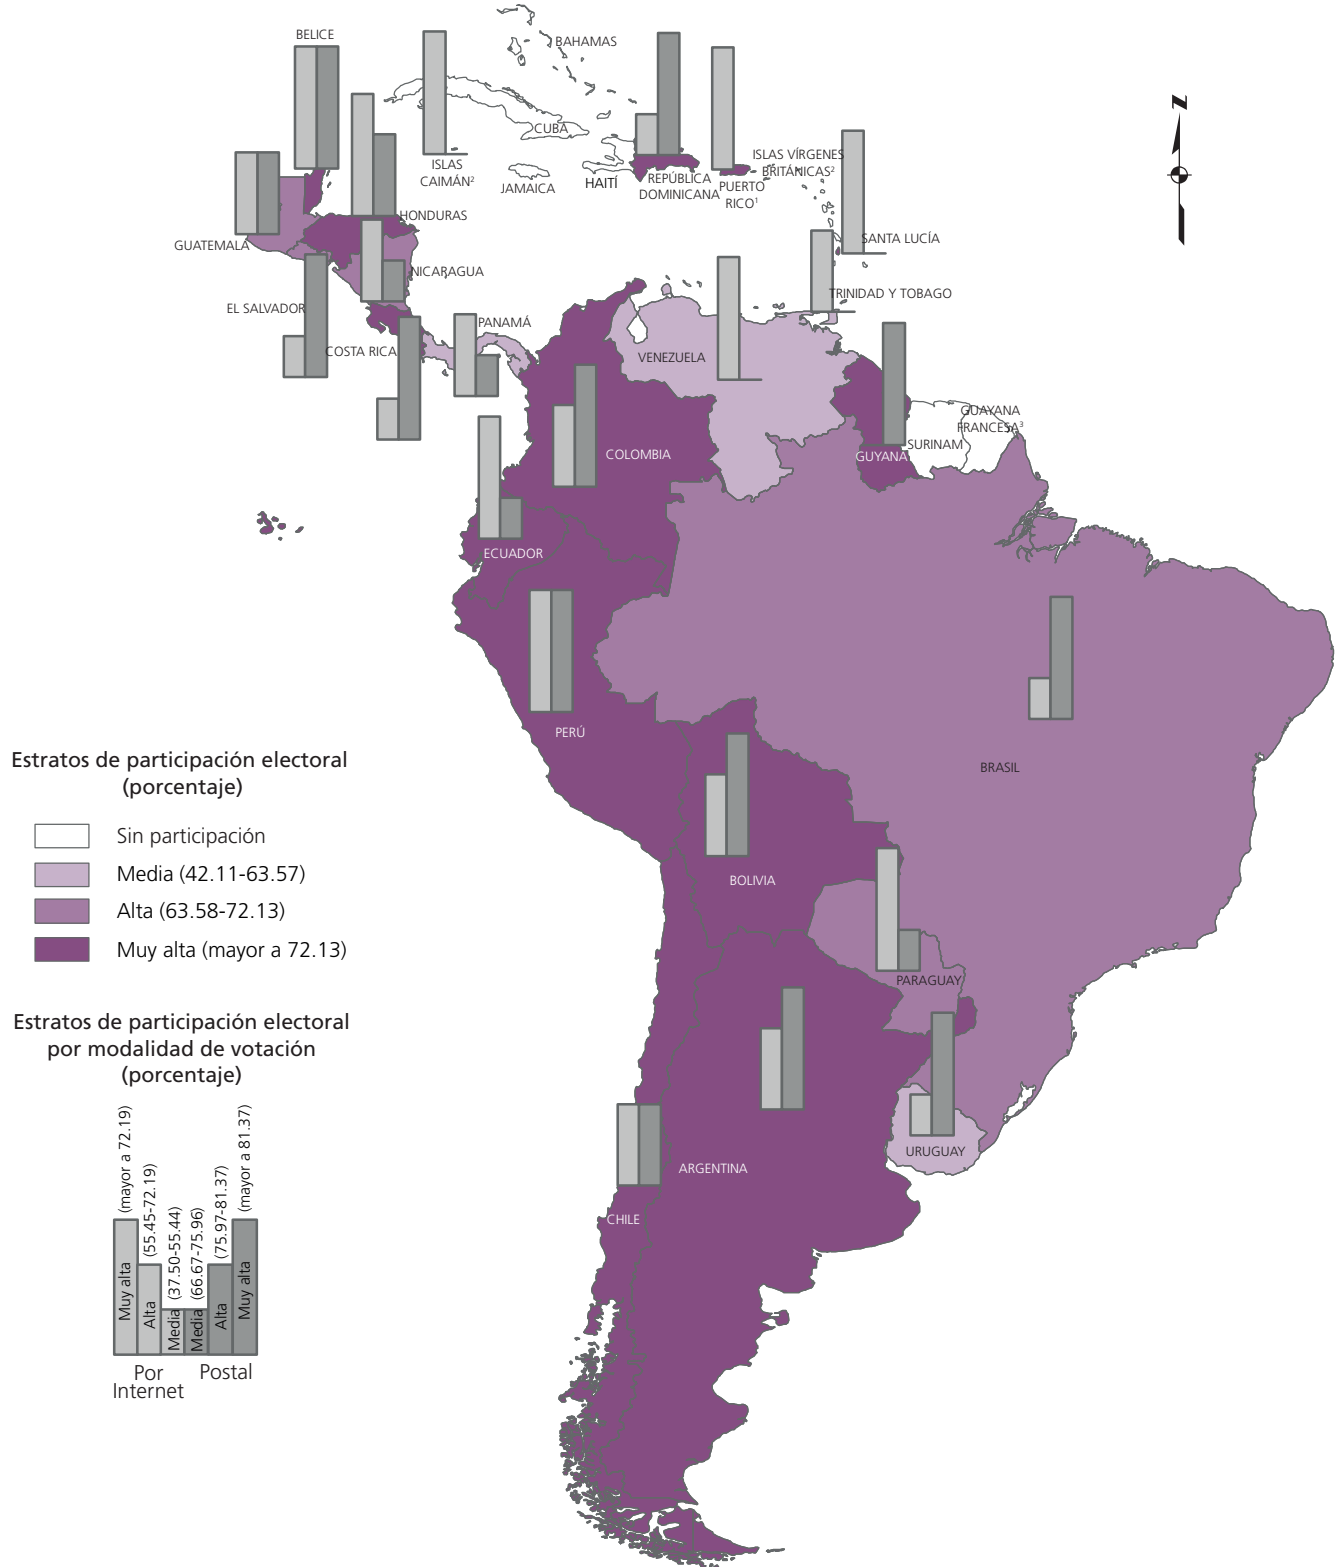 BELICE
BAHAMAS
CUBA
ISLAS
CAIMÁN²
JAMAICA
HAITÍ
REPÚBLICA
DOMINICANA
PUERTO
RICO¹
ISLAS VÍRGENES
BRITÁNICAS²
HONDURAS
GUATEMALA
SANTA LUCÍA
NICARAGUA
TRINIDAD Y TOBAGO
EL SALVADOR
PANAMÁ
COSTA RICA
VENEZUELA
GUAYANA
FRANCESA³
SURINAM
GUYANA
COLOMBIA
ECUADOR
PERÚ
BRASIL
BOLIVIA
PARAGUAY
URUGUAY
ARGENTINA
CHILE
N
Estratos de participación electoral
(porcentaje)
Sin participación
Media (42.11-63.57)
Alta (63.58-72.13)
Muy alta (mayor a 72.13)
Estratos de participación electoral
por modalidad de votación
(porcentaje)
Muy alta (mayor a 72.19)
Alta (55.45-72.19)
Media (37.50-55.44)
Media (66.67-75.96)
Alta (75.97-81.37)
Muy alta (mayor a 81.37)
Por
Internet
Postal